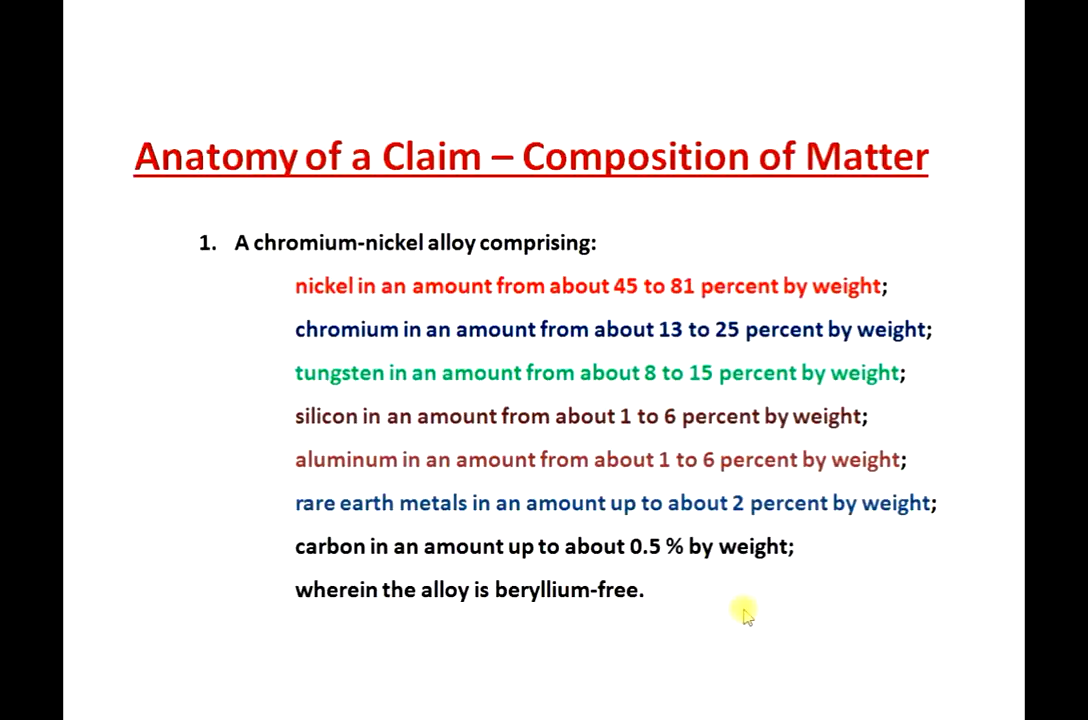 Anatomy of a Claim – Composition of Matter
1. A chromium-nickel alloy comprising:
nickel in an amount from about 45 to 81 percent by weight;
chromium in an amount from about 13 to 25 percent by weight;
tungsten in an amount from about 8 to 15 percent by weight;
silicon in an amount from about 1 to 6 percent by weight;
aluminum in an amount from about 1 to 6 percent by weight;
rare earth metals in an amount up to about 2 percent by weight;
carbon in an amount up to about 0.5 % by weight;
wherein the alloy is beryllium-free.